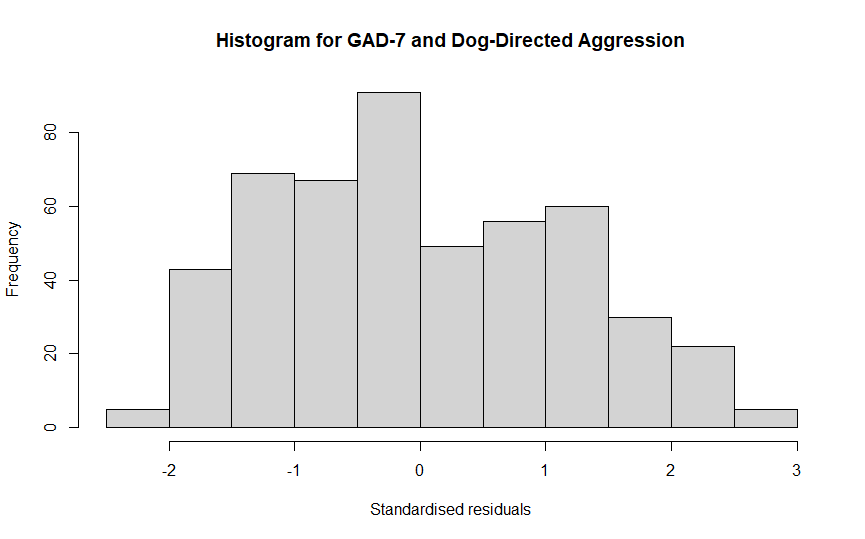 Histogram for GAD-7 and Dog-Directed Aggression
Frequency
80
60
40
20
0
-2 -1 0 1 2 3
Standardised residuals